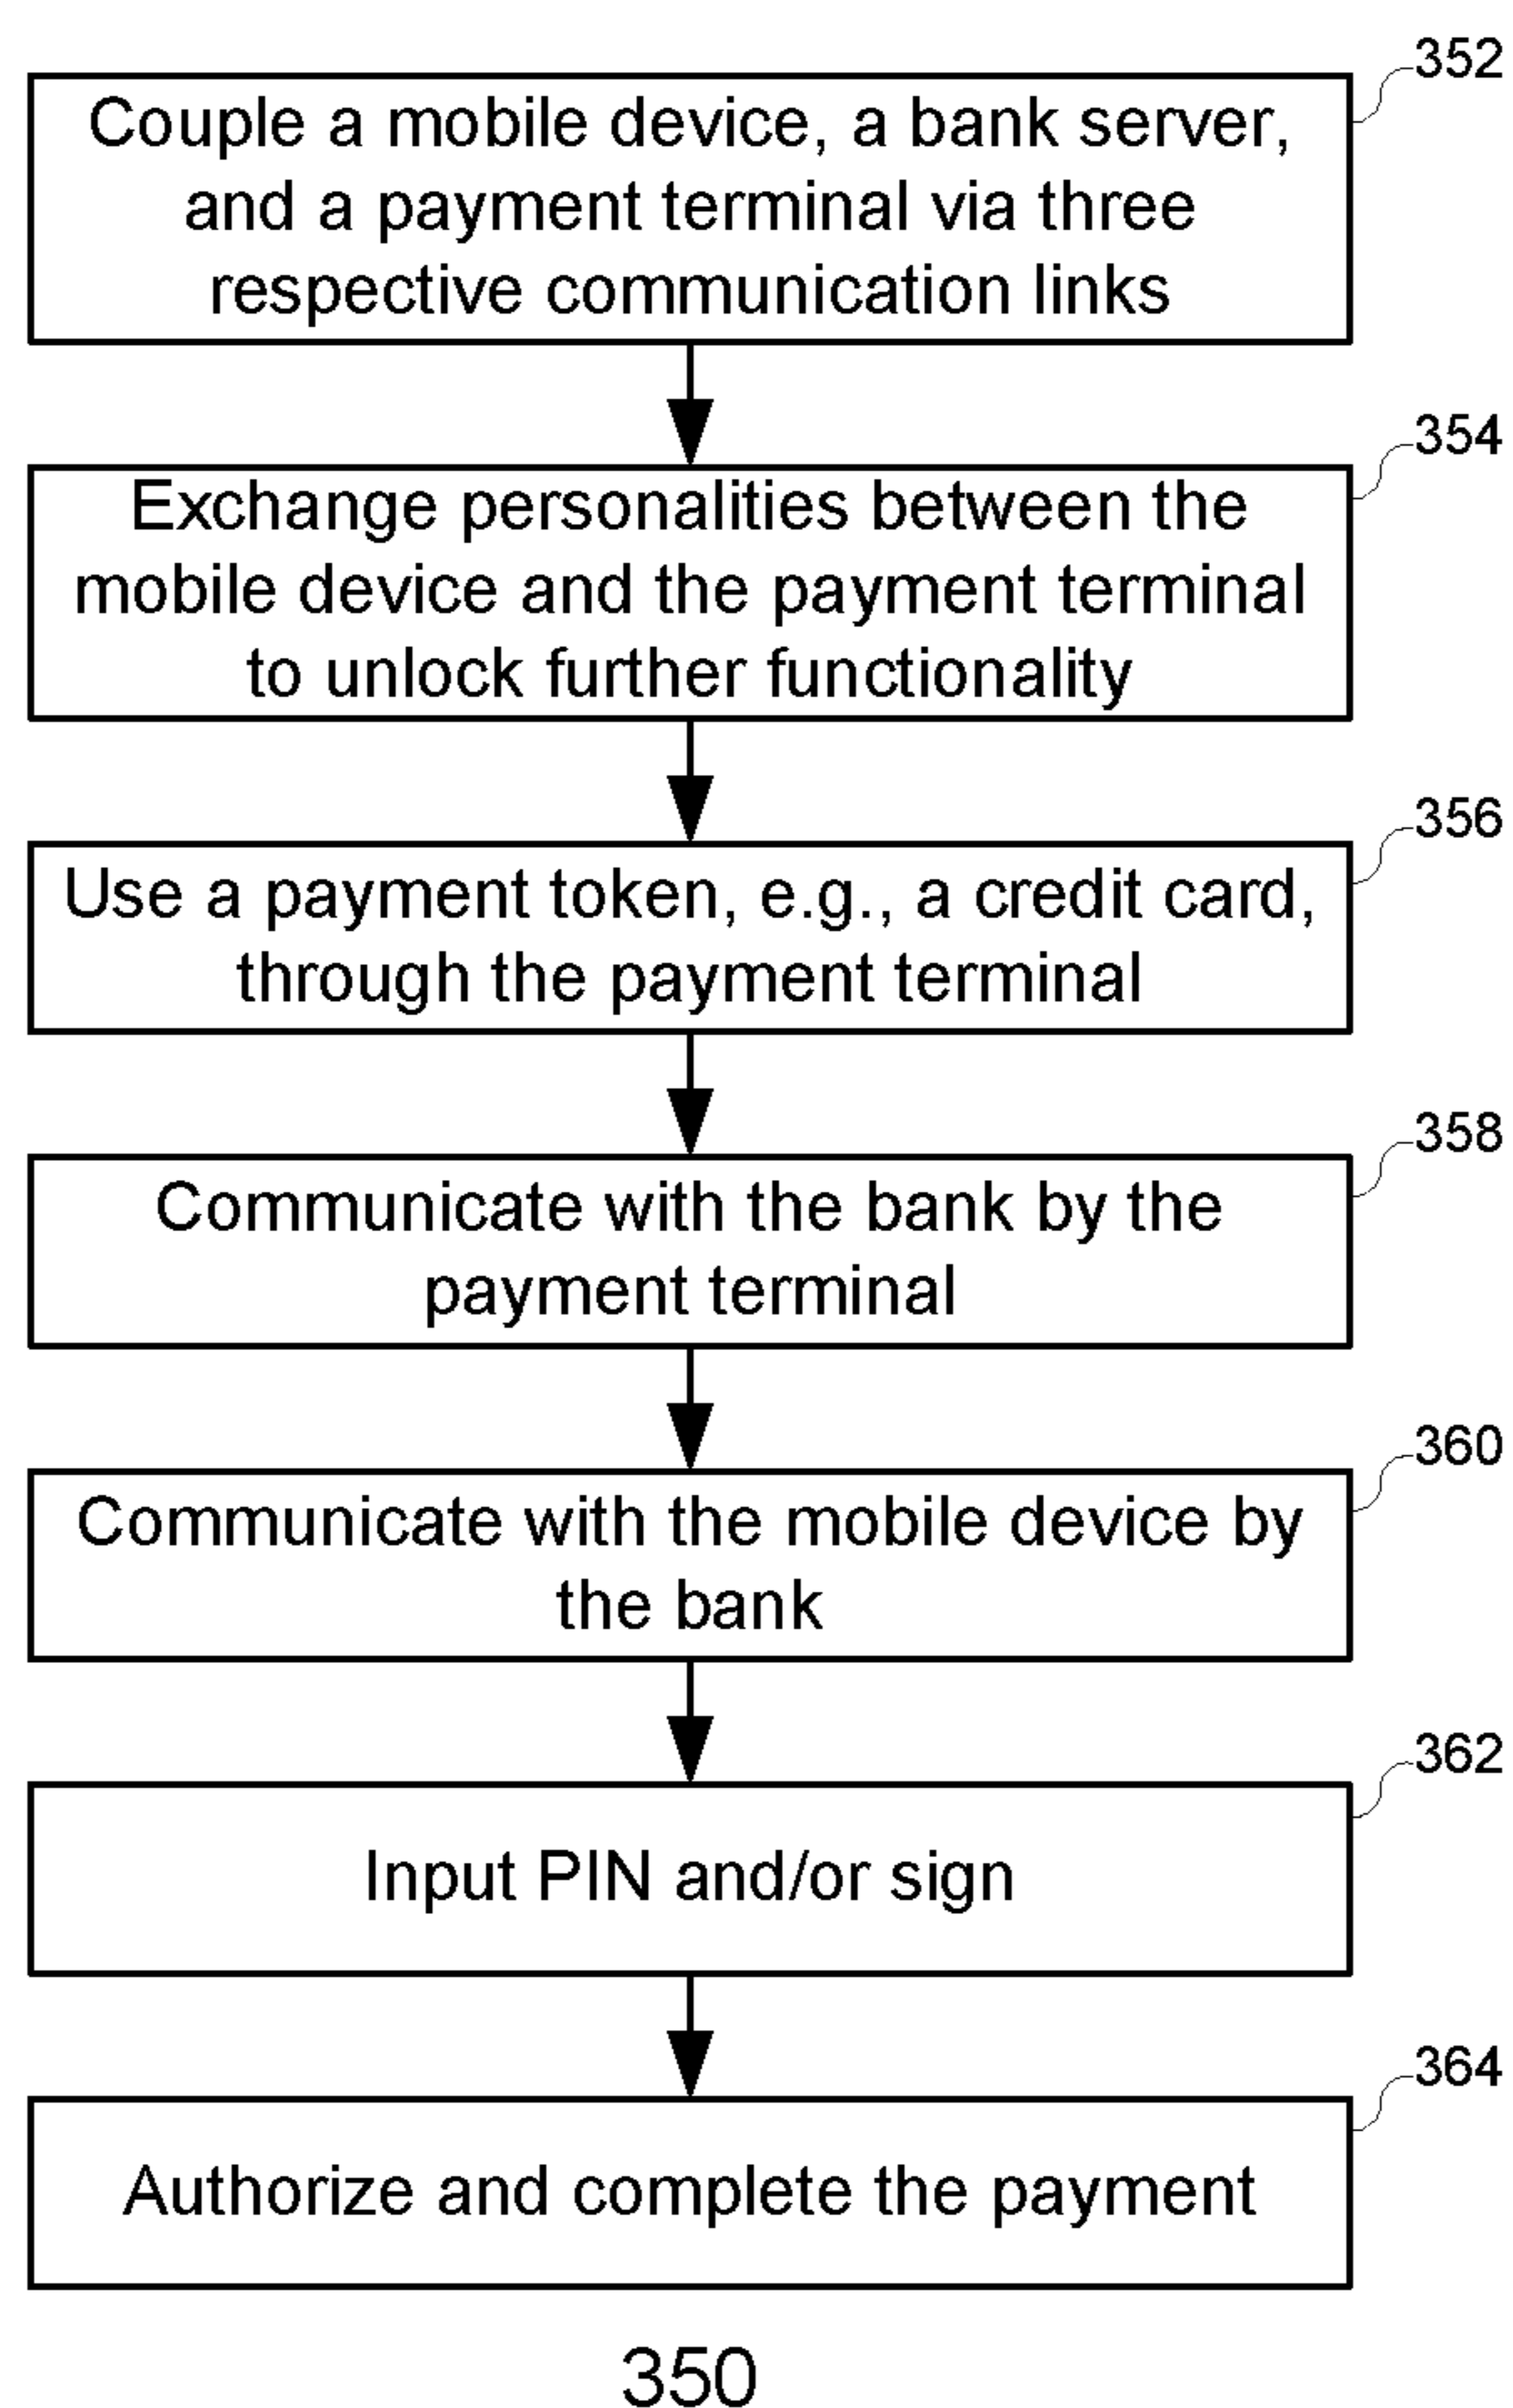 352
Couple a mobile device, a bank server,
and a payment terminal via three
respective communication links
354
Exchange personalities between the
mobile device and the payment terminal
to unlock further functionality
356
Use a payment token, e.g., a credit card,
through the payment terminal
358
Communicate with the bank by the
payment terminal
360
Communicate with the mobile device by
the bank
362
Input PIN and/or sign
364
Authorize and complete the payment
350